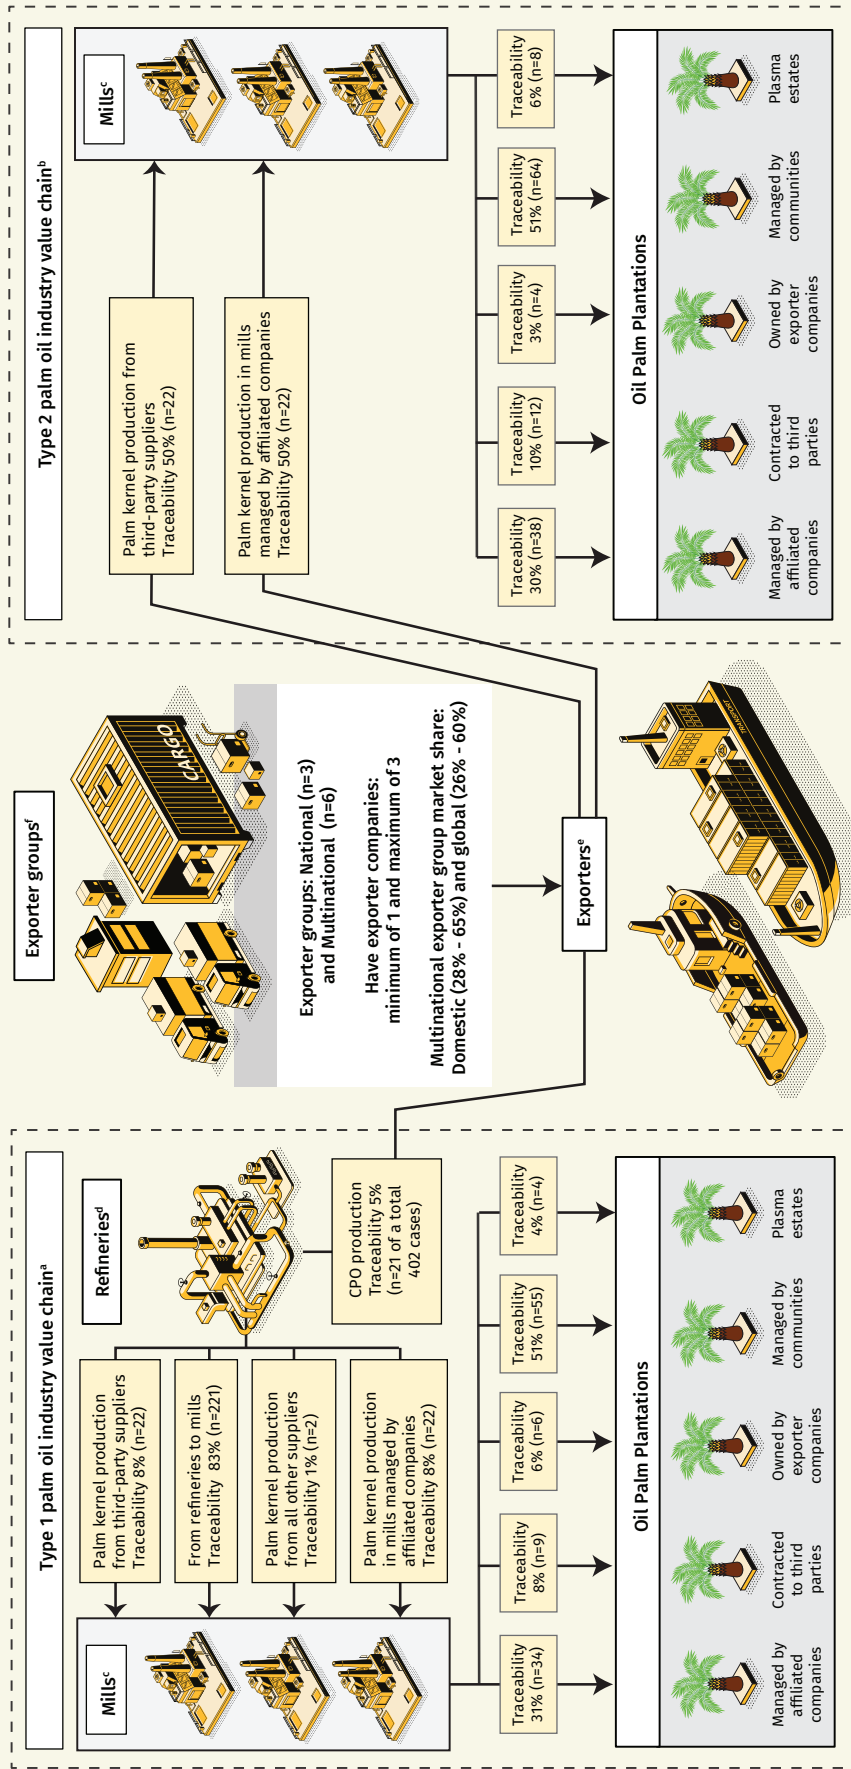 Type 1 palm oil industry value chainᵃ
Millsᶜ
Palm kernel production
from third-party suppliers
Traceability 8% (n=22)
From refineries to mills
Traceability 83% (n=221)
Palm kernel production
from all other suppliers
Traceability 1% (n=2)
Palm kernel production
in mills managed by
affiliated companies
Traceability 8% (n=22)
Refineriesᵈ
CPO production
Traceability 5%
(n=21 of a total
402 cases)
Traceability
31% (n=34)
Traceability
8% (n=9)
Traceability
6% (n=6)
Traceability
51% (n=55)
Traceability
4% (n=4)
Oil Palm Plantations
Managed by
affiliated
companies
Contracted
to third
parties
Owned by
exporter
companies
Managed by
communities
Plasma
estates
Exporter groupsᶠ
CARGO
Exporter groups: National (n=3)
and Multinational (n=6)
Have exporter companies:
minimum of 1 and maximum of 3
Multinational exporter group market share:
Domestic (28% - 65%) and global (26% - 60%)
Exportersᵉ
TRANSPORT
Type 2 palm oil industry value chainᵇ
Palm kernel production from
third-party suppliers
Traceability 50% (n=22)
Palm kernel production in mills
managed by affiliated companies
Traceability 50% (n=22)
Millsᶜ
Traceability
30% (n=38)
Traceability
10% (n=12)
Traceability
3% (n=4)
Traceability
51% (n=64)
Traceability
6% (n=8)
Oil Palm Plantations
Managed by
affiliated
companies
Contracted
to third
parties
Owned by
exporter
companies
Managed by
communities
Plasma
estates